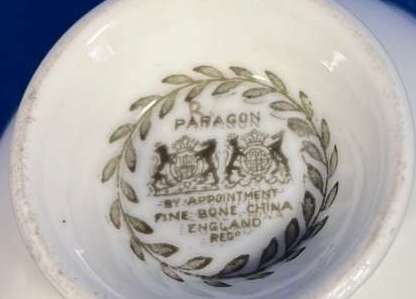 PARAGON
BY APPOINTMENT
FINE BONE CHINA
ENGLAND
REGD